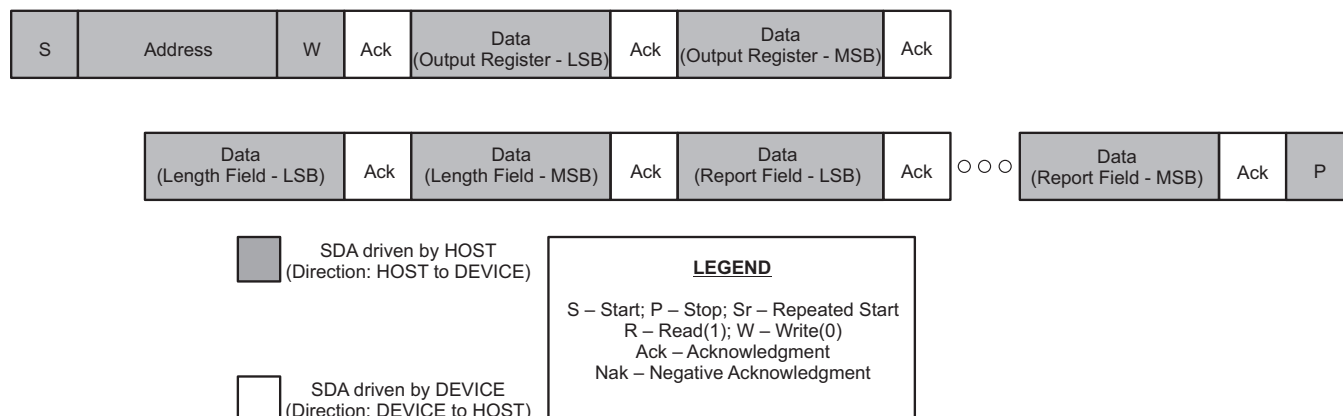 S Address W Ack Data (Output Register - LSB) Ack Data (Output Register - MSB) Ack
Data (Length Field - LSB) Ack Data (Length Field - MSB) Ack Data (Report Field - LSB) Ack Data (Report Field - MSB) Ack P
SDA driven by HOST
(Direction: HOST to DEVICE)
LEGEND
S – Start; P – Stop; Sr – Repeated Start
R – Read(1); W – Write(0)
Ack – Acknowledgment
Nak – Negative Acknowledgment
SDA driven by DEVICE
(Direction: DEVICE to HOST)